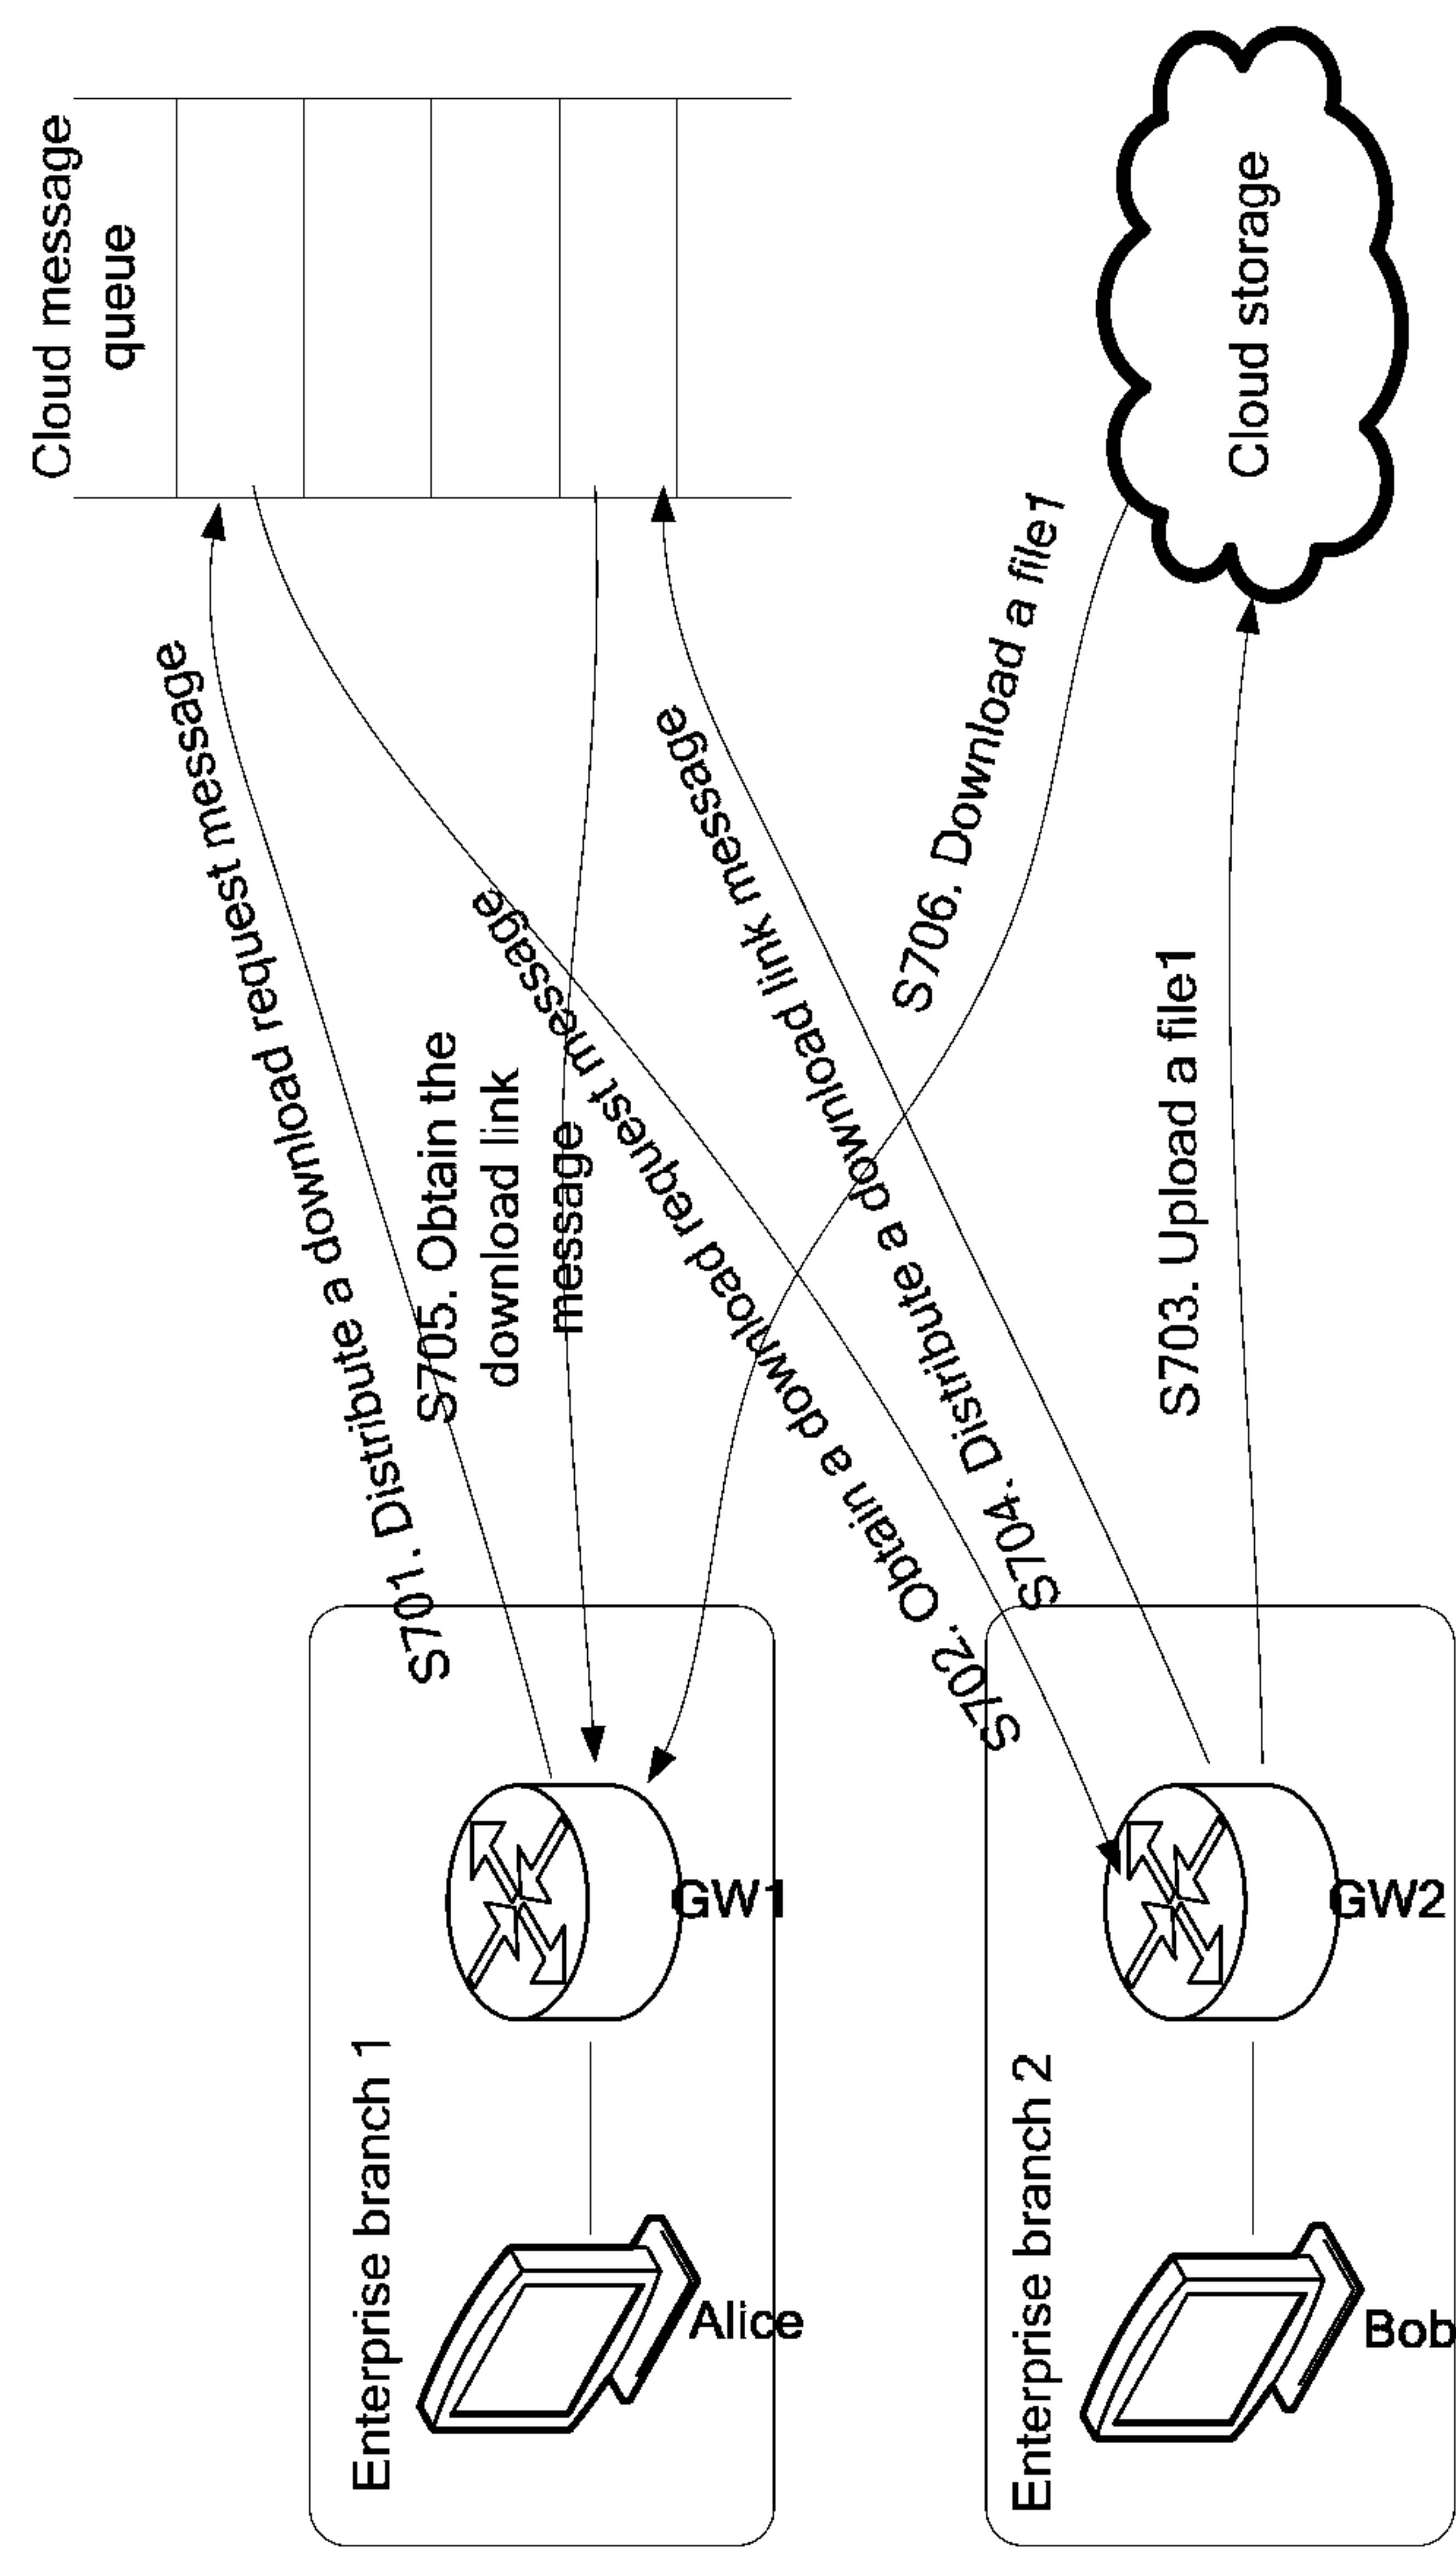 Cloud message
queue
S701. Distribute a download request message
S705. Obtain the
download link
message
S702. Obtain a download request message
S704. Distribute a download link message
S706. Download a file1
S703. Upload a file1
Cloud storage
Enterprise branch 1
GW1
Alice
Enterprise branch 2
GW2
Bob